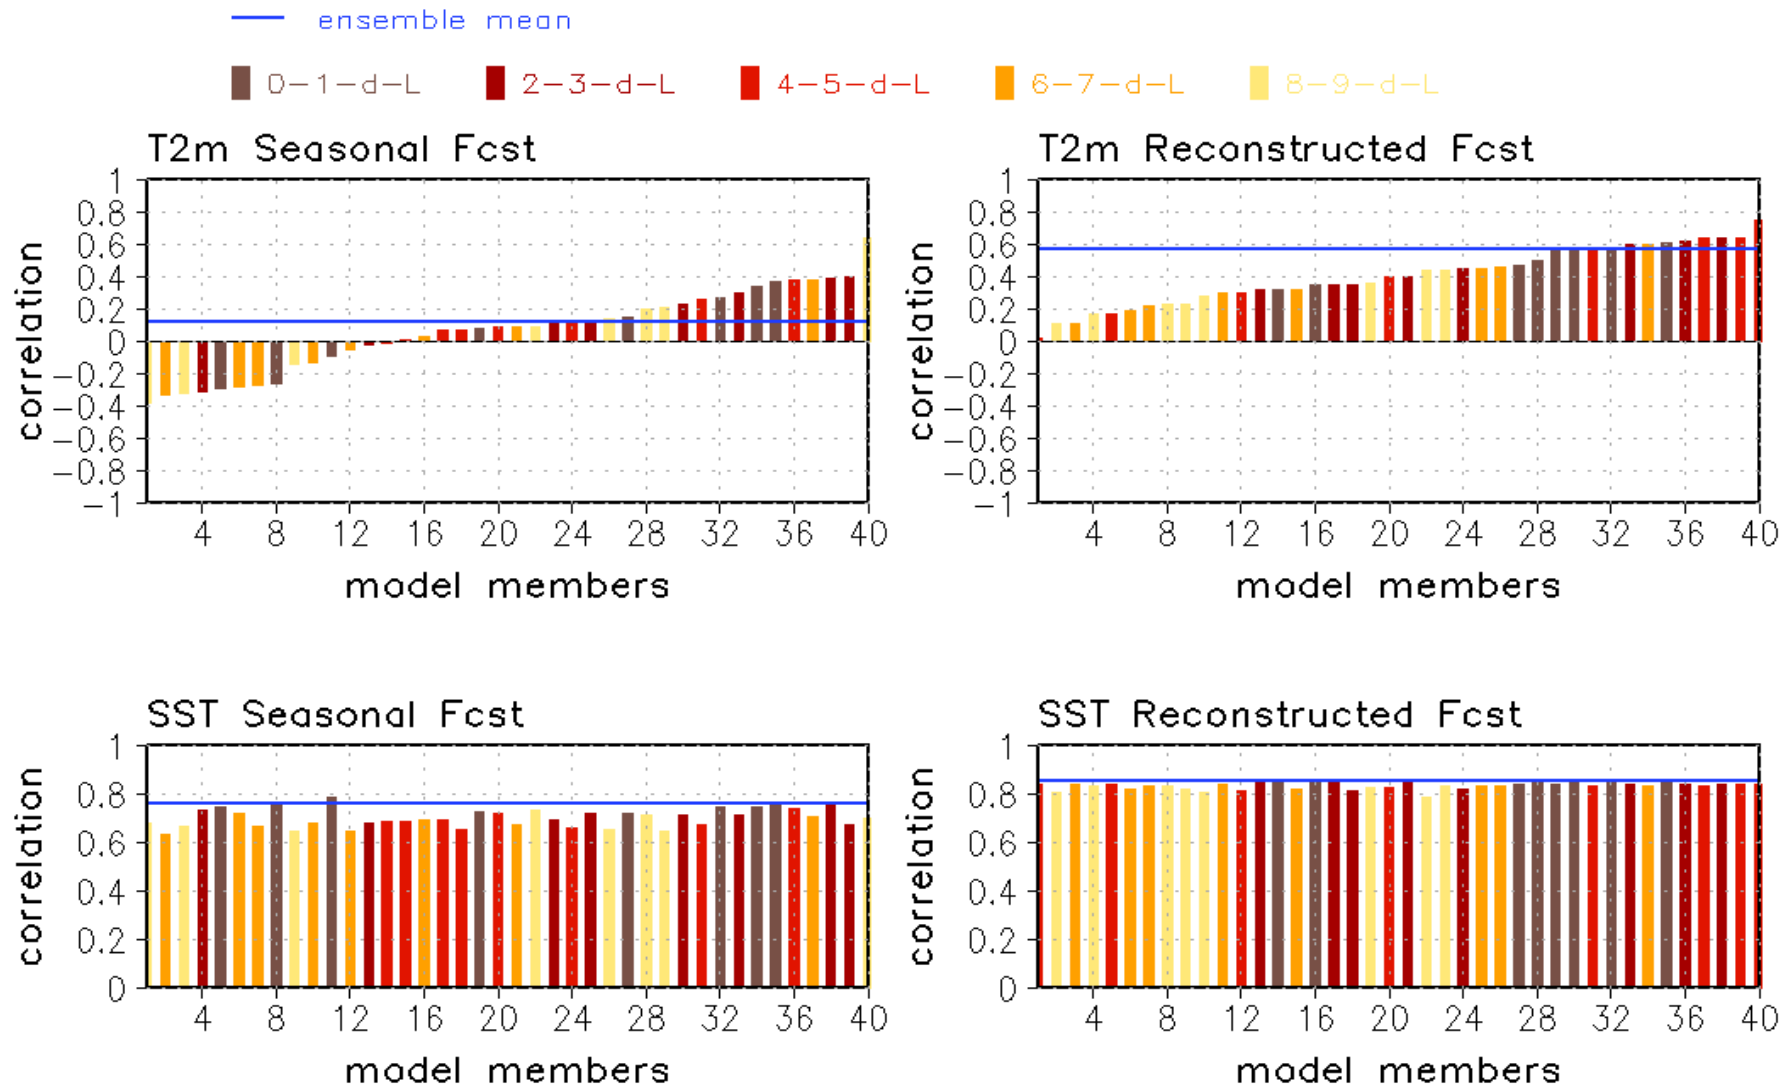 ensemble mean
0-1-d-L 2-3-d-L 4-5-d-L 6-7-d-L 8-9-d-L
T2m Seasonal Fcst
1
0.8
0.6
0.4
0.2
0
-0.2
-0.4
-0.6
-0.8
-1
correlation
4 8 12 16 20 24 28 32 36 40
model members
T2m Reconstructed Fcst
1
0.8
0.6
0.4
0.2
0
-0.2
-0.4
-0.6
-0.8
-1
correlation
4 8 12 16 20 24 28 32 36 40
model members
SST Seasonal Fcst
1
0.8
0.6
0.4
0.2
0
correlation
4 8 12 16 20 24 28 32 36 40
model members
SST Reconstructed Fcst
1
0.8
0.6
0.4
0.2
0
correlation
4 8 12 16 20 24 28 32 36 40
model members